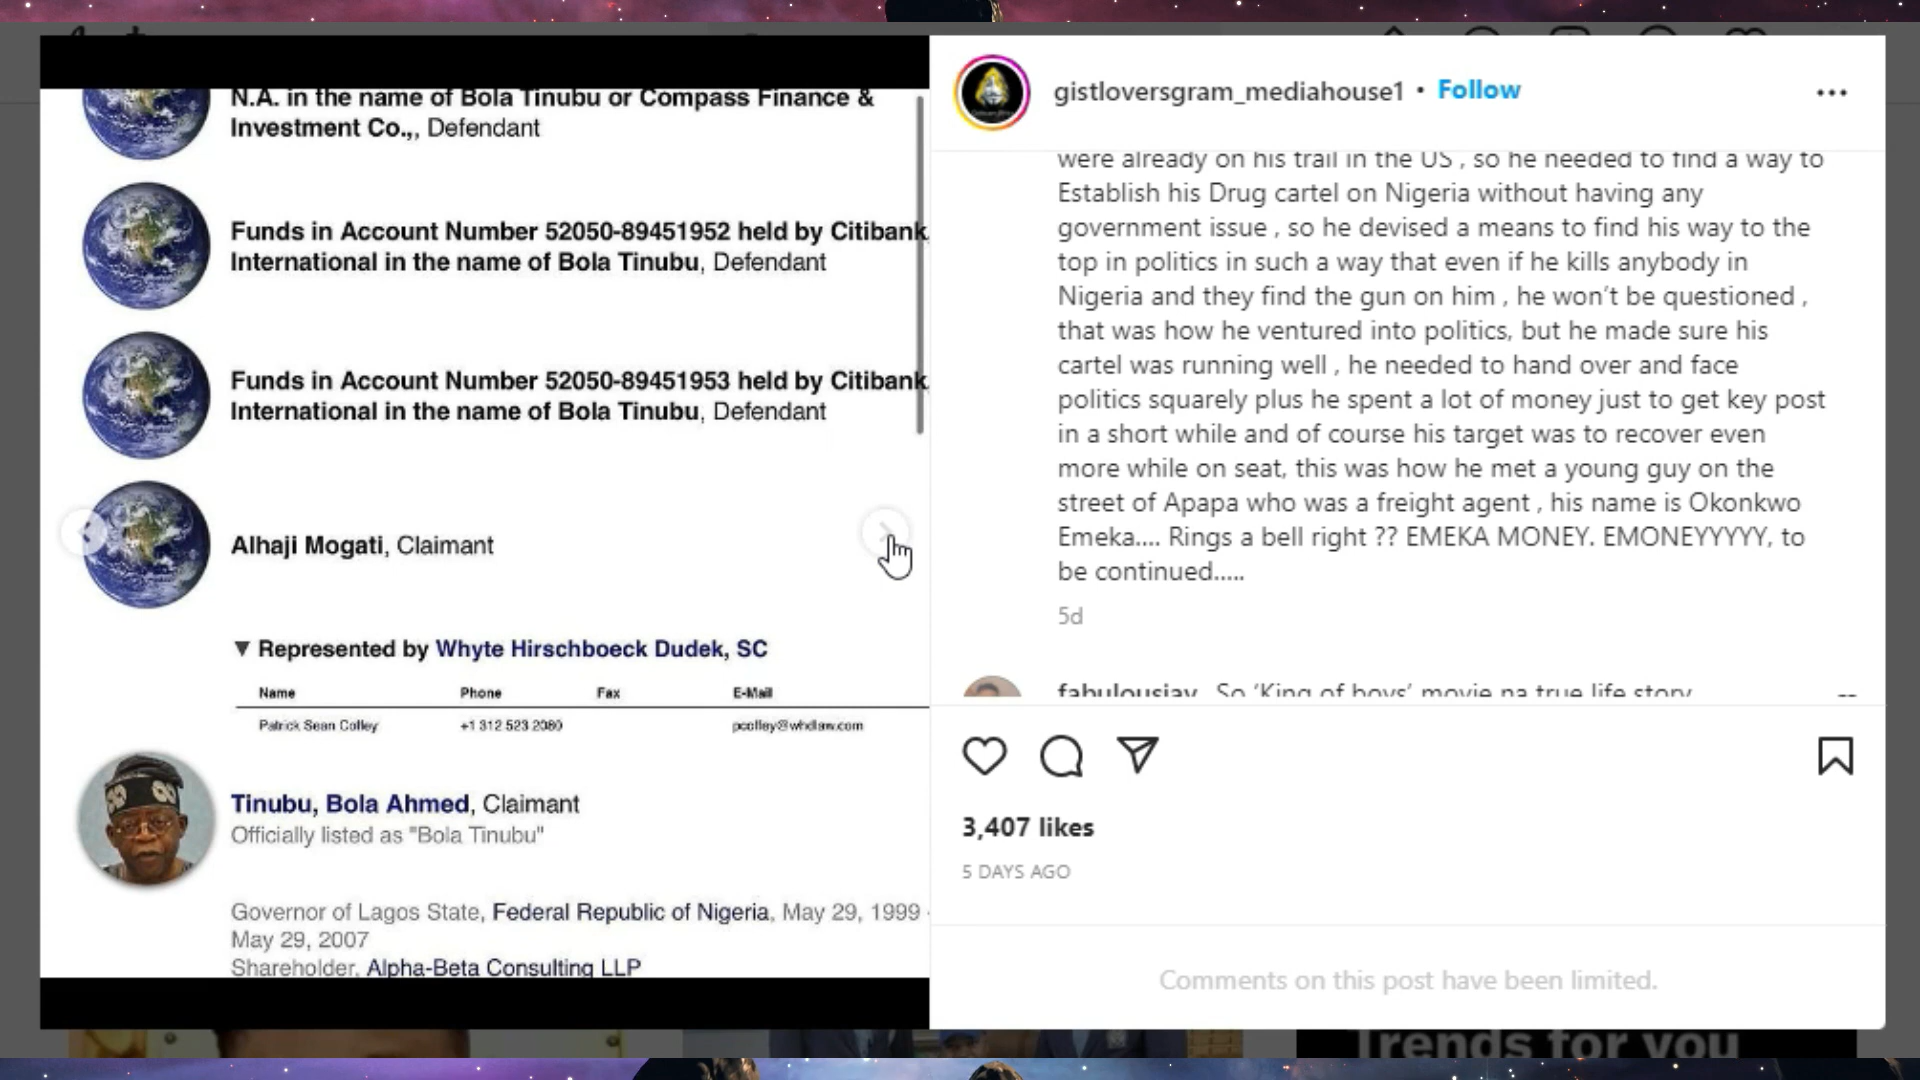 N.A. in the name of Bola Tinubu or Compass Finance &
Investment Co.,, Defendant
Funds in Account Number 52050-89451952 held by Citibank,
International in the name of Bola Tinubu, Defendant
Funds in Account Number 52050-89451953 held by Citibank,
International in the name of Bola Tinubu, Defendant
Alhaji Mogati, Claimant
▼ Represented by Whyte Hirschboeck Dudek, SC
Name Phone Fax E-Mail
Patrick Sean Colley +1 312 523 2080 pcolley@whdlaw.com
Tinubu, Bola Ahmed, Claimant
Officially listed as "Bola Tinubu"
Governor of Lagos State, Federal Republic of Nigeria, May 29, 1999 -
May 29, 2007
Shareholder, Alpha-Beta Consulting LLP
gistloversgram_mediahouse1 • Follow
were already on his trail in the US , so he needed to find a way to
Establish his Drug cartel on Nigeria without having any
government issue , so he devised a means to find his way to the
top in politics in such a way that even if he kills anybody in
Nigeria and they find the gun on him , he won't be questioned ,
that was how he ventured into politics, but he made sure his
cartel was running well , he needed to hand over and face
politics squarely plus he spent a lot of money just to get key post
in a short while and of course his target was to recover even
more while on seat, this was how he met a young guy on the
street of Apapa who was a freight agent , his name is Okonkwo
Emeka.... Rings a bell right ?? EMEKA MONEY. EMONEYYYYY, to
be continued.....
5d
fabulousjay_ So 'King of boys' movie na true life story
3,407 likes
5 DAYS AGO
Comments on this post have been limited.
Trends for you